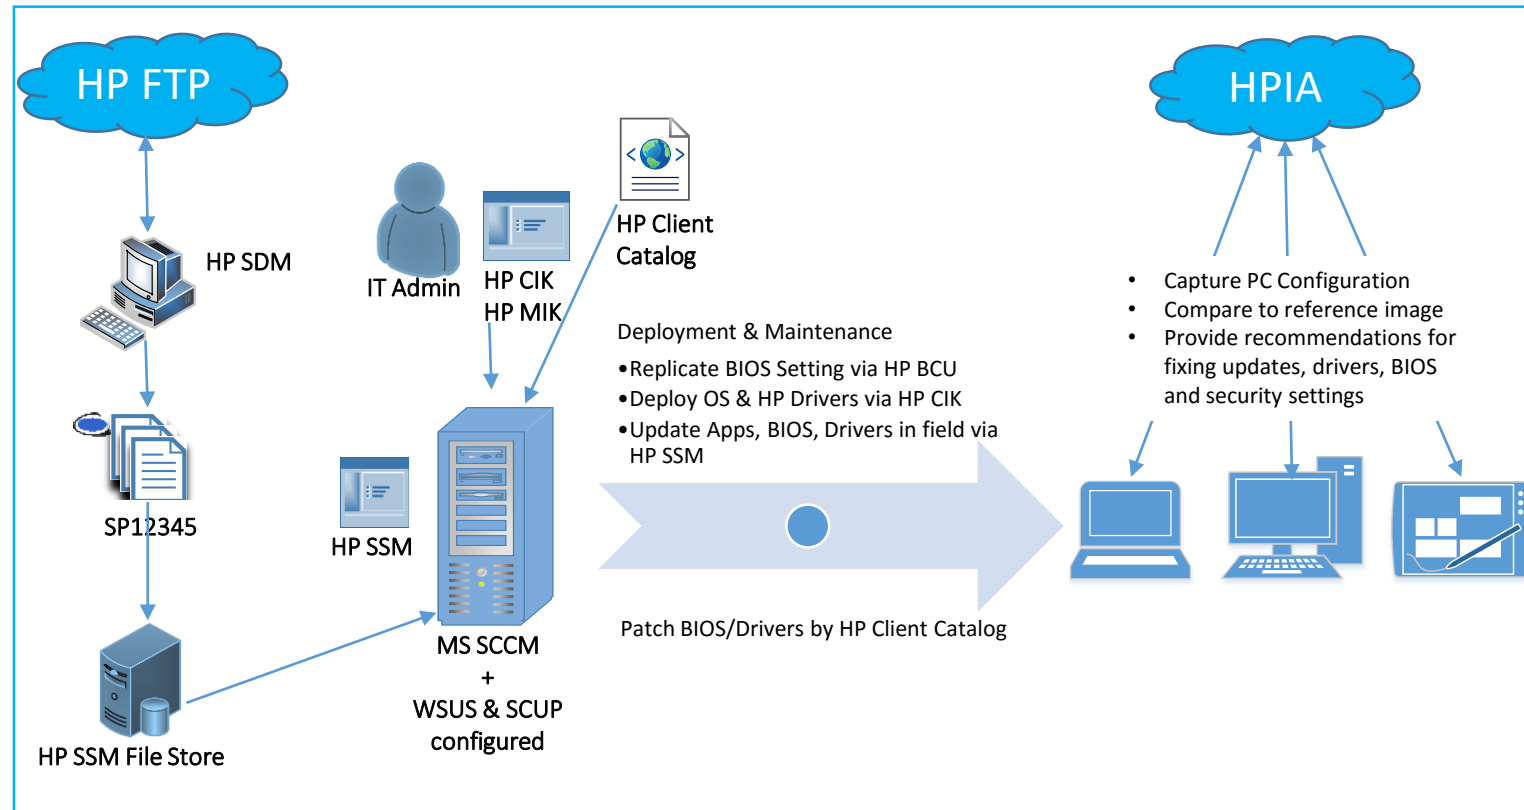 HP FTP
HPIA
HP SDM
IT Admin
HP CIK
HP MIK
HP Client
Catalog
SP12345
HP SSM
HP SSM File Store
MS SCCM
+
WSUS & SCUP
configured
Deployment & Maintenance
•Replicate BIOS Setting via HP BCU
•Deploy OS & HP Drivers via HP CIK
•Update Apps, BIOS, Drivers in field via
HP SSM
Patch BIOS/Drivers by HP Client Catalog
• Capture PC Configuration
• Compare to reference image
• Provide recommendations for
fixing updates, drivers, BIOS
and security settings